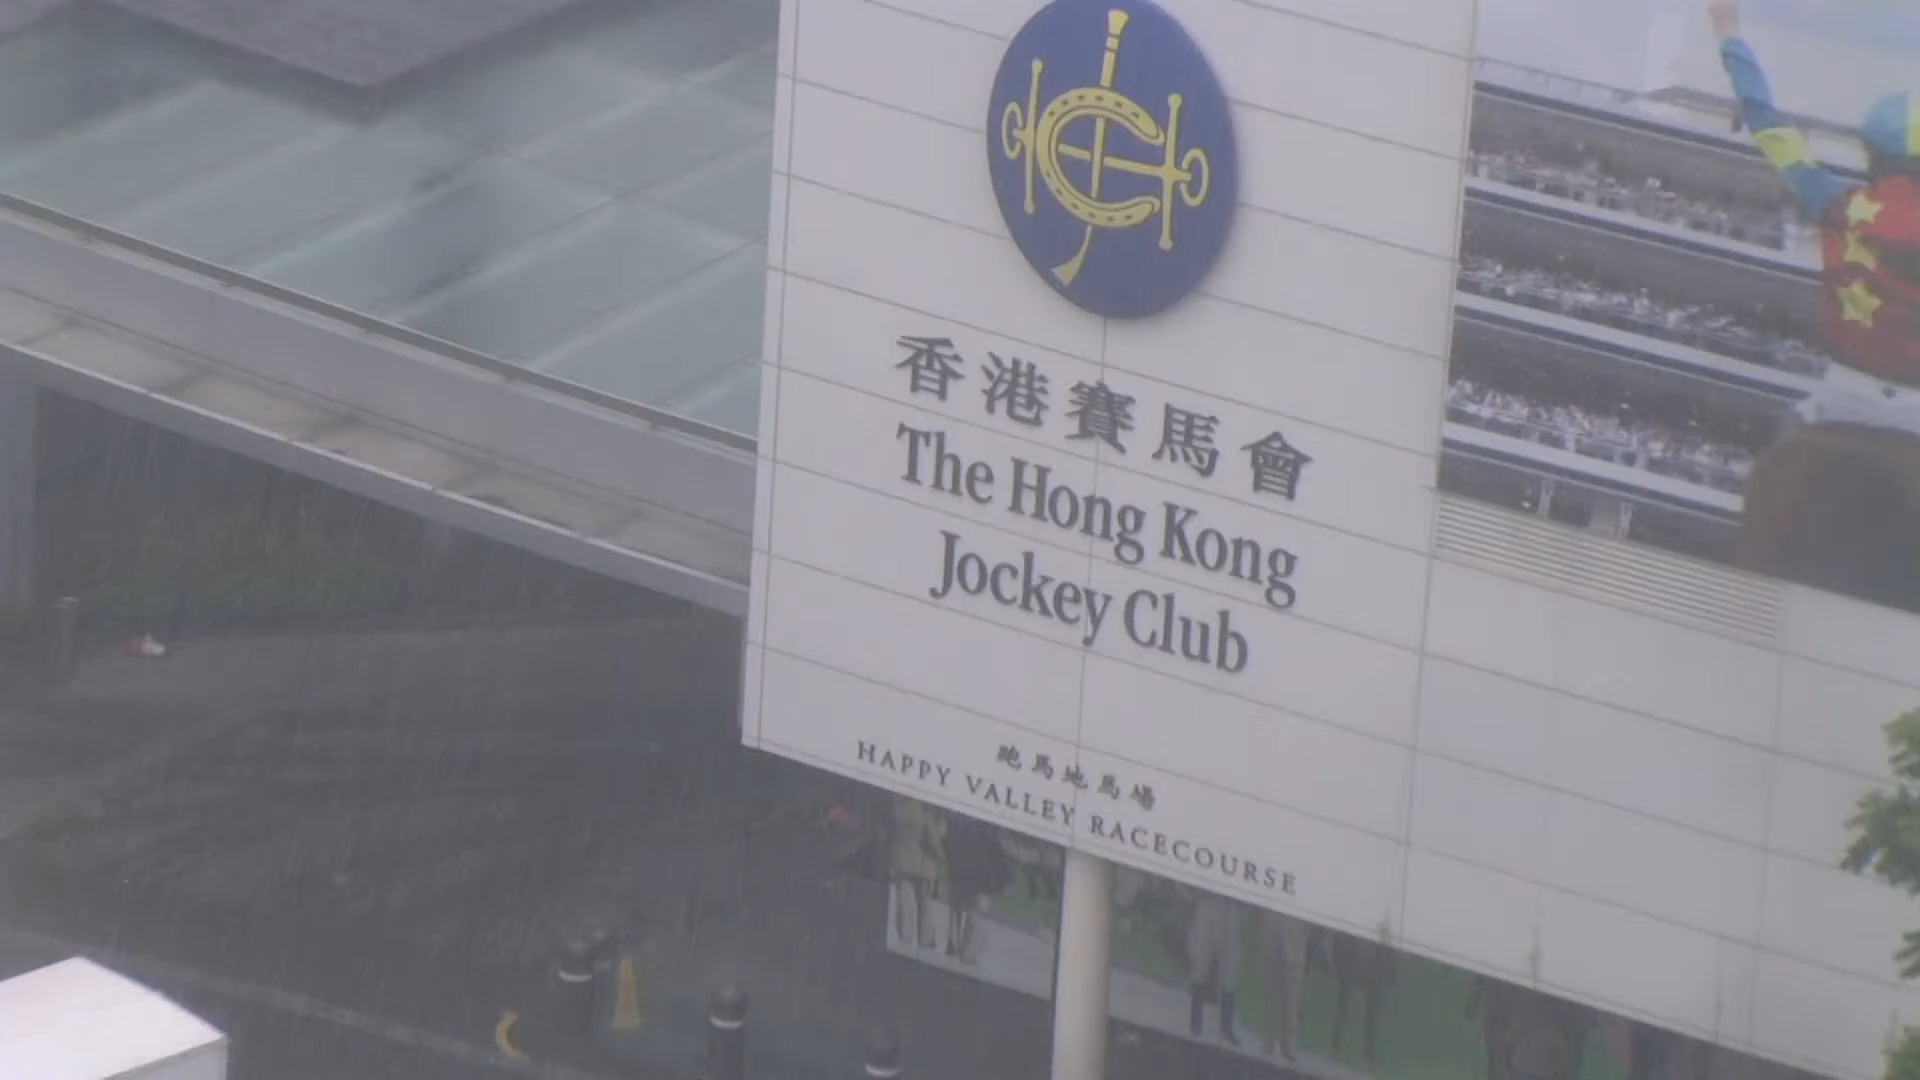 香港賽馬會
The Hong Kong
Jockey Club
跑馬地馬場
HAPPY VALLEY RACECOURSE